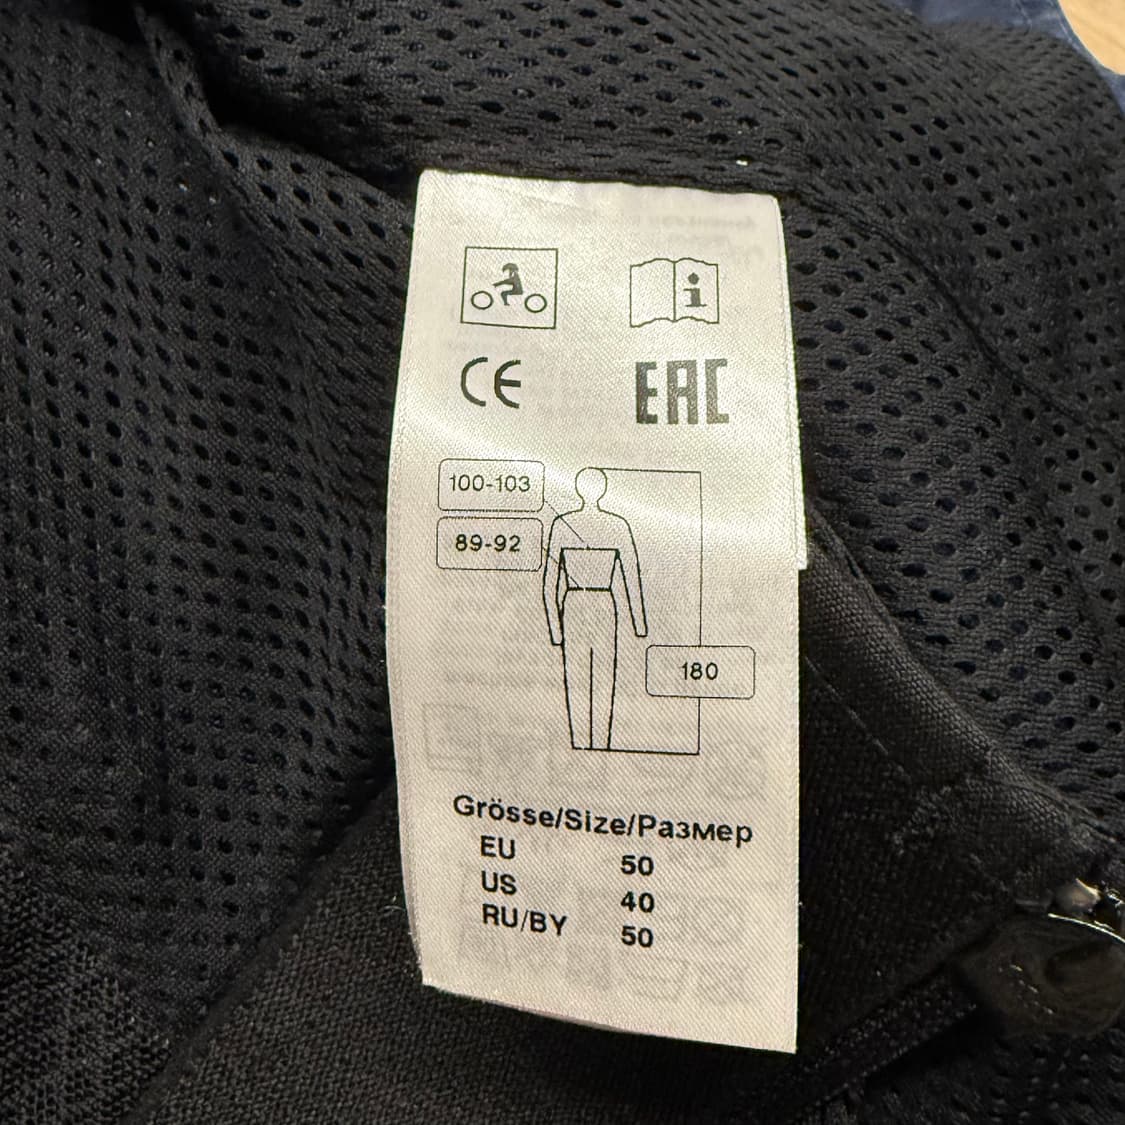 i
CE
EAC
100-103
89-92
180
Grösse/Size/Размер
EU 50
US 40
RU/BY 50